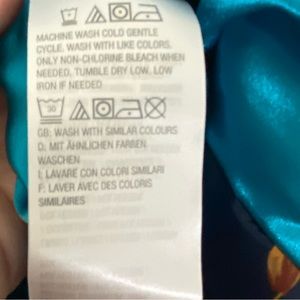 MACHINE WASH COLD GENTLE
CYCLE. WASH WITH LIKE COLORS.
ONLY NON-CHLORINE BLEACH WHEN
NEEDED, TUMBLE DRY LOW, LOW
IRON IF NEEDED
30
GB: WASH WITH SIMILAR COLOURS
D: MIT ÄHNLICHEN FARBEN
WASCHEN
I: LAVARE CON COLORI SIMILARI
F: LAVER AVEC DES COLORIS
SIMILAIRES